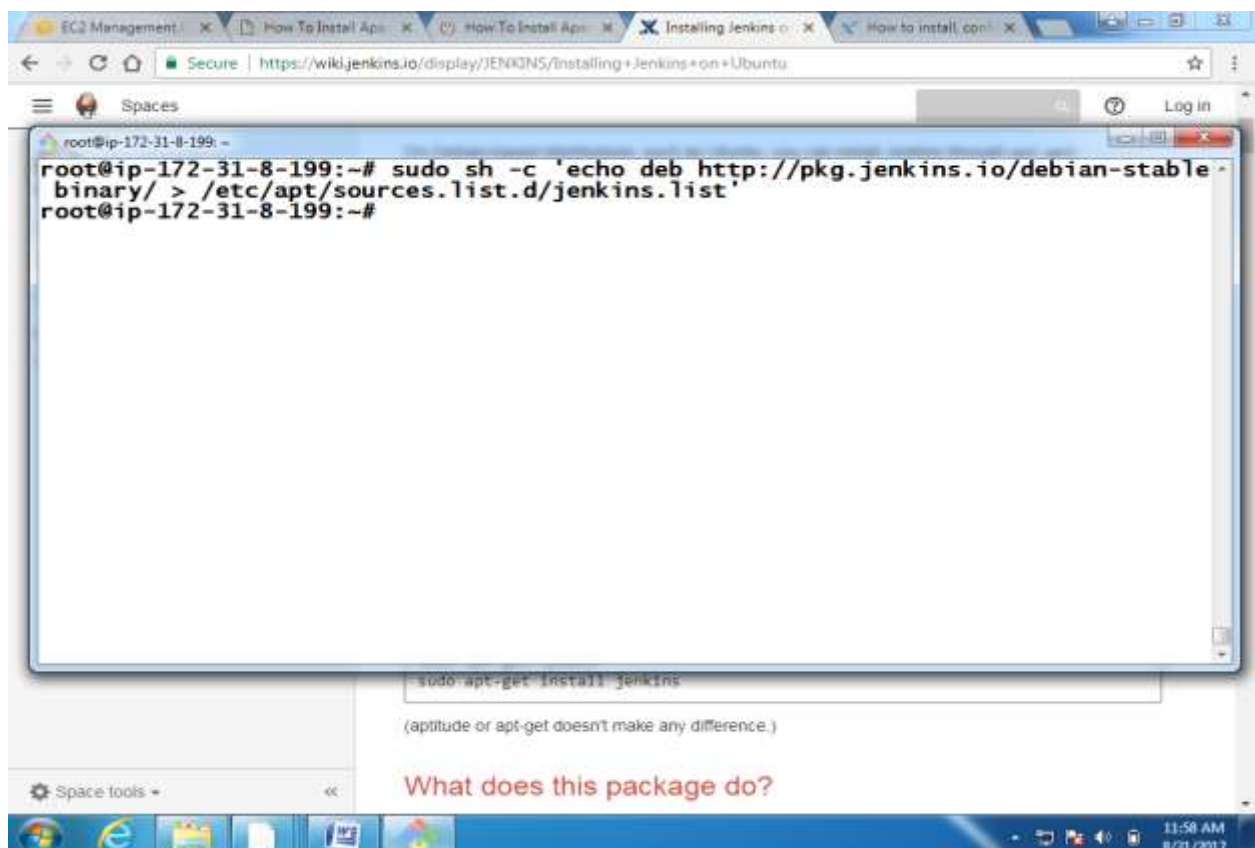 EC2 Management
How To Install Apa
How To Install Apa
Installing Jenkins o
How to install, conf
Secure | https://wiki.jenkins.io/display/JENKINS/Installing+Jenkins+on+Ubuntu
Spaces
Log in
root@ip-172-31-8-199: ~
root@ip-172-31-8-199:~# sudo sh -c 'echo deb http://pkg.jenkins.io/debian-stable
binary/ > /etc/apt/sources.list.d/jenkins.list'
root@ip-172-31-8-199:~#
sudo apt-get install jenkins
(aptitude or apt-get doesn't make any difference.)
What does this package do?
Space tools
11:58 AM
8/21/2017